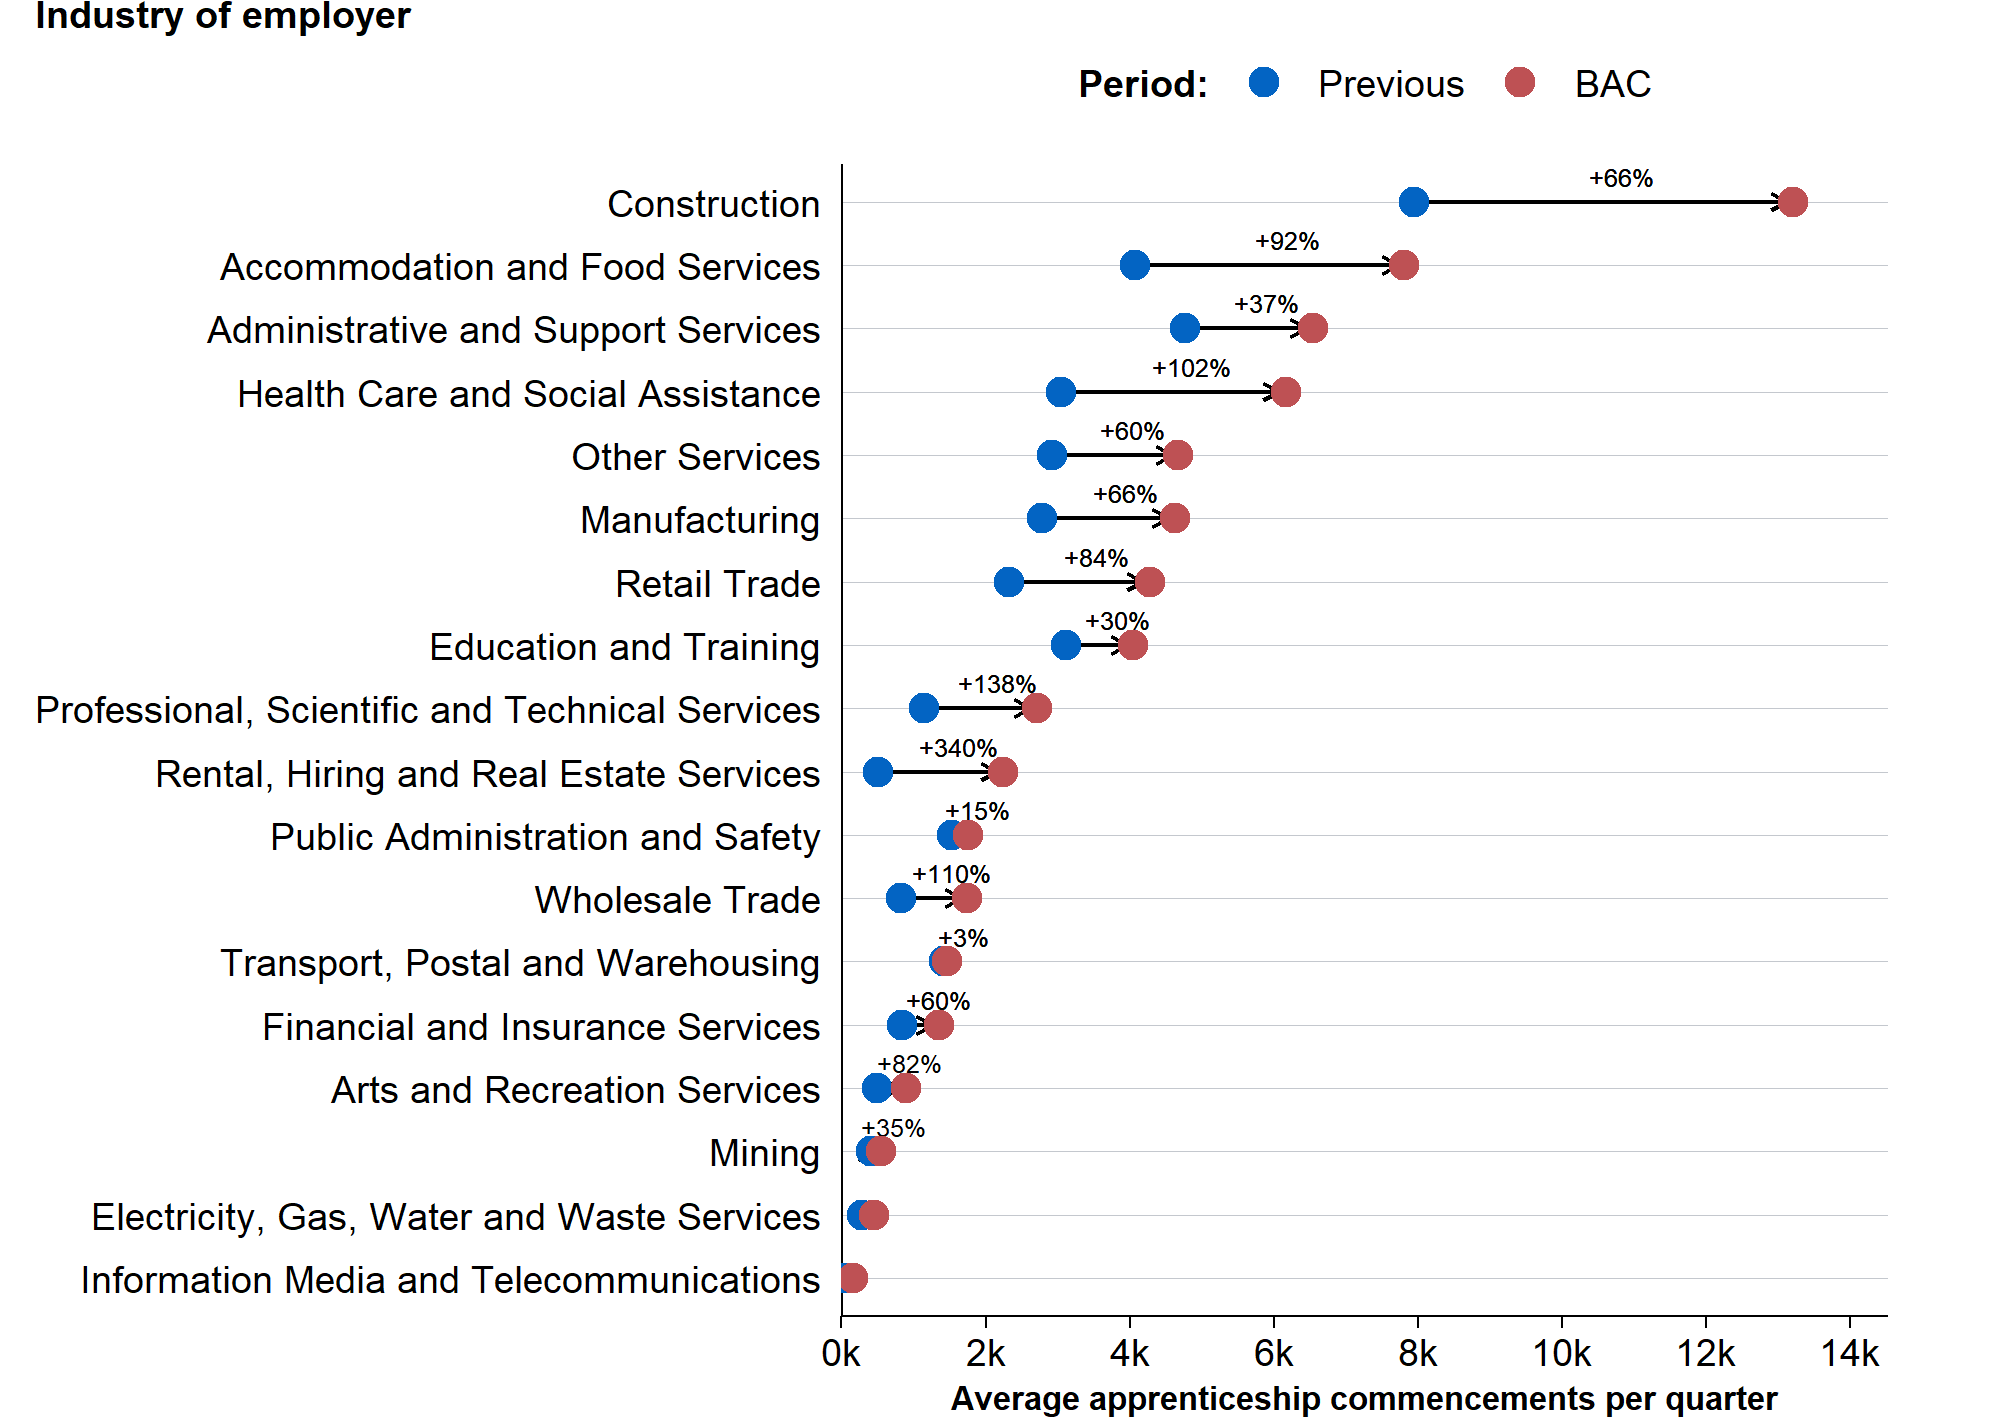 Industry of employer
Period: Previous BAC
Construction +66%
Accommodation and Food Services +92%
Administrative and Support Services +37%
Health Care and Social Assistance +102%
Other Services +60%
Manufacturing +66%
Retail Trade +84%
Education and Training +30%
Professional, Scientific and Technical Services +138%
Rental, Hiring and Real Estate Services +340%
Public Administration and Safety +15%
Wholesale Trade +110%
Transport, Postal and Warehousing +3%
Financial and Insurance Services +60%
Arts and Recreation Services +82%
Mining +35%
Electricity, Gas, Water and Waste Services
Information Media and Telecommunications
0k 2k 4k 6k 8k 10k 12k 14k
Average apprenticeship commencements per quarter